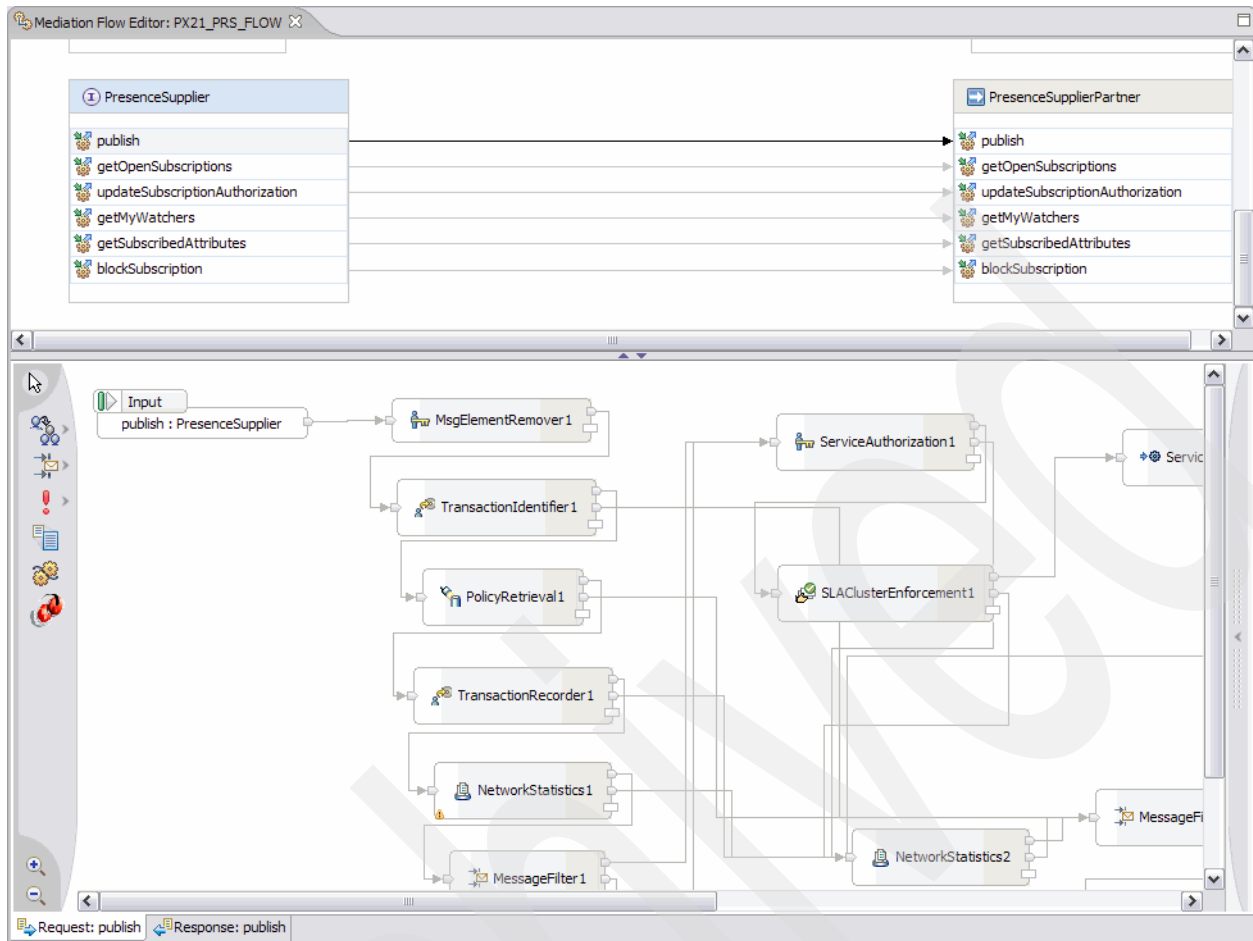 Mediation Flow Editor: PX21_PRS_FLOW
PresenceSupplier
PresenceSupplierPartner
publish
publish
getOpenSubscriptions
getOpenSubscriptions
updateSubscriptionAuthorization
updateSubscriptionAuthorization
getMyWatchers
getMyWatchers
getSubscribedAttributes
getSubscribedAttributes
blockSubscription
blockSubscription
Input
publish : PresenceSupplier
MsgElementRemover1
ServiceAuthorization1
Servic
TransactionIdentifier1
PolicyRetrieval1
SLAClusterEnforcement1
TransactionRecorder1
NetworkStatistics1
MessageFi
NetworkStatistics2
MessageFilter1
Request: publish
Response: publish